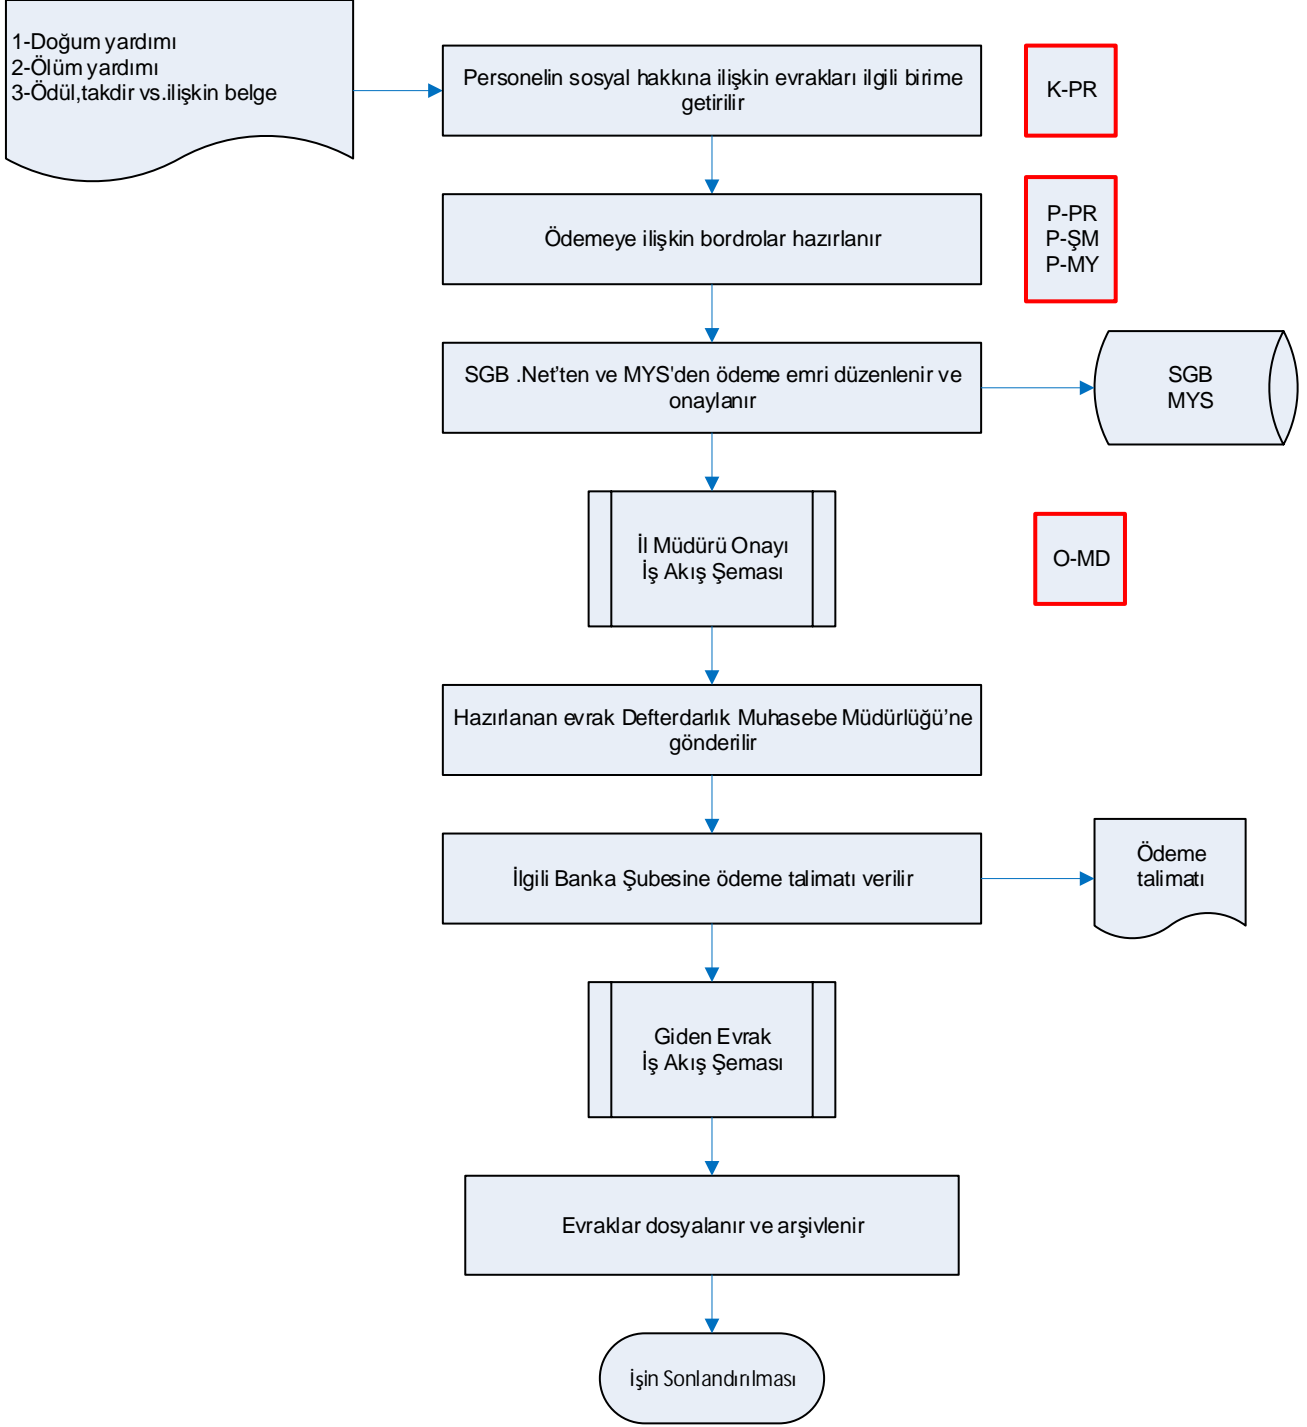 1-Doğum yardımı
2-Ölüm yardımı
3-Ödül,takdir vs.ilişkin belge
Personelin sosyal hakkına ilişkin evrakları ilgili birime
getirilir
K-PR
Ödemeye ilişkin bordrolar hazırlanır
P-PR
P-ŞM
P-MY
SGB .Net’ten ve MYS'den ödeme emri düzenlenir ve
onaylanır
SGB
MYS
İl Müdürü Onayı
İş Akış Şeması
O-MD
Hazırlanan evrak Defterdarlık Muhasebe Müdürlüğü’ne
gönderilir
İlgili Banka Şubesine ödeme talimatı verilir
Ödeme
talimatı
Giden Evrak
İş Akış Şeması
Evraklar dosyalanır ve arşivlenir
İşin Sonlandırılması